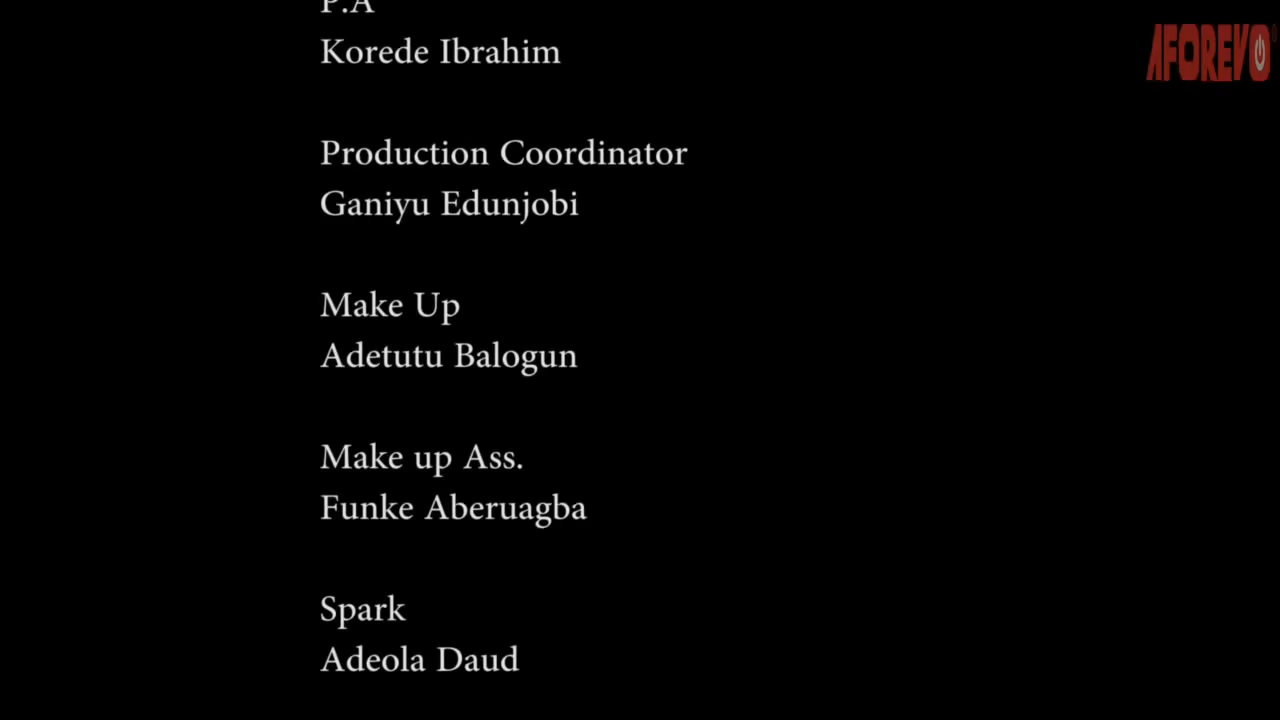 P.A
Korede Ibrahim
Production Coordinator
Ganiyu Edunjobi
Make Up
Adetutu Balogun
Make up Ass.
Funke Aberuagba
Spark
Adeola Daud
AFOREVO